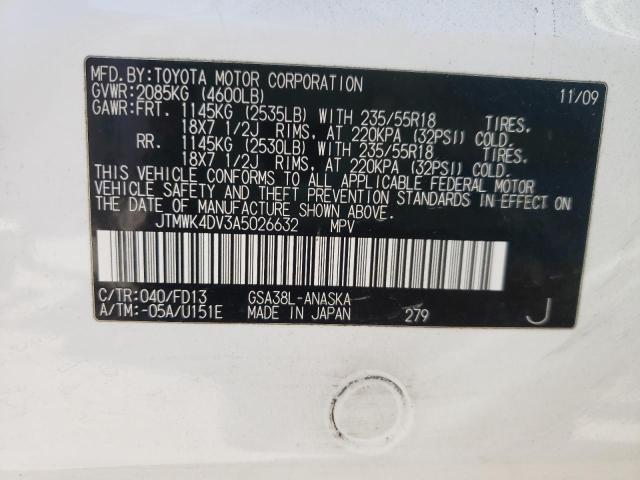 MFD.BY:TOYOTA MOTOR CORPORATION 11/09
GVWR:2085KG (4600LB)
GAWR:FRT. 1145KG (2535LB) WITH 235/55R18 TIRES.
18X7 1/2J RIMS. AT 220KPA (32PSI) COLD.
RR. 1145KG (2530LB) WITH 235/55R18 TIRES.
18X7 1/2J RIMS. AT 220KPA (32PSI) COLD.
THIS VEHICLE CONFORMS TO ALL APPLICABLE FEDERAL MOTOR
VEHICLE SAFETY AND THEFT PREVENTION STANDARDS IN EFFECT ON
THE DATE OF MANUFACTURE SHOWN ABOVE.
JTMWK4DV3A5026632 MPV
C/TR:040/FD13 GSA38L-ANASKA
A/TM:-05A/U151E MADE IN JAPAN 279 J